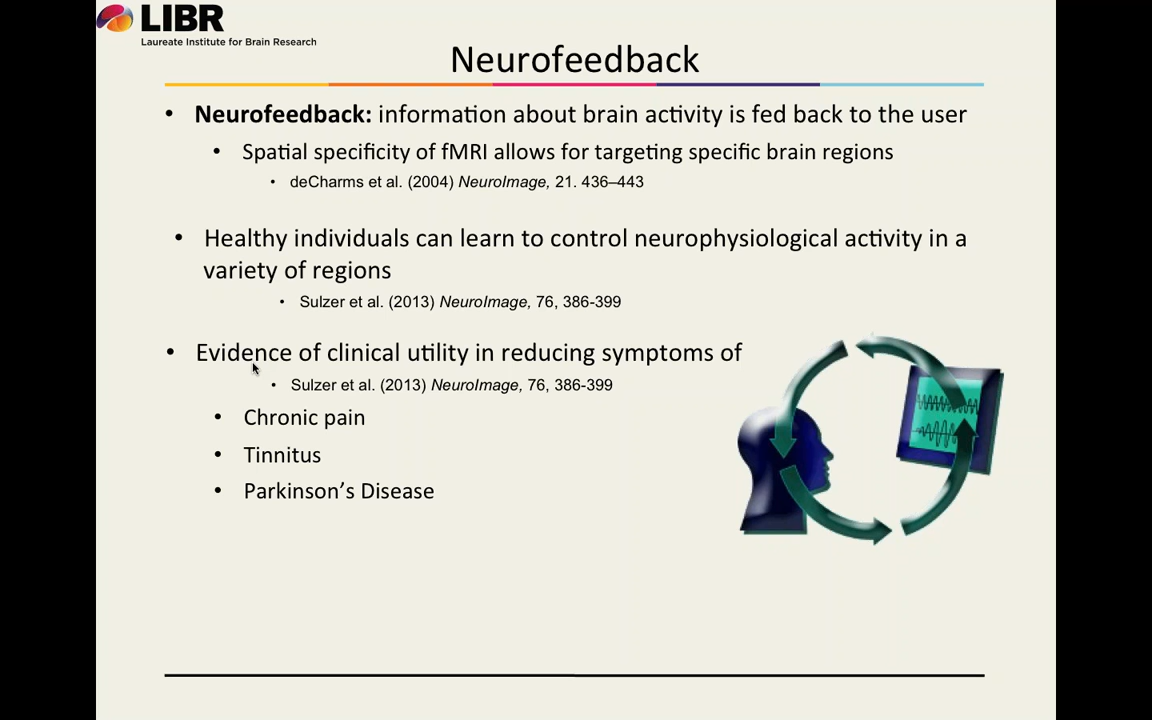 LIBR
Laureate Institute for Brain Research
Neurofeedback
• Neurofeedback: information about brain activity is fed back to the user
• Spatial specificity of fMRI allows for targeting specific brain regions
• deCharms et al. (2004) NeuroImage, 21. 436–443
• Healthy individuals can learn to control neurophysiological activity in a
variety of regions
• Sulzer et al. (2013) NeuroImage, 76, 386-399
• Evidence of clinical utility in reducing symptoms of
• Sulzer et al. (2013) NeuroImage, 76, 386-399
• Chronic pain
• Tinnitus
• Parkinson’s Disease